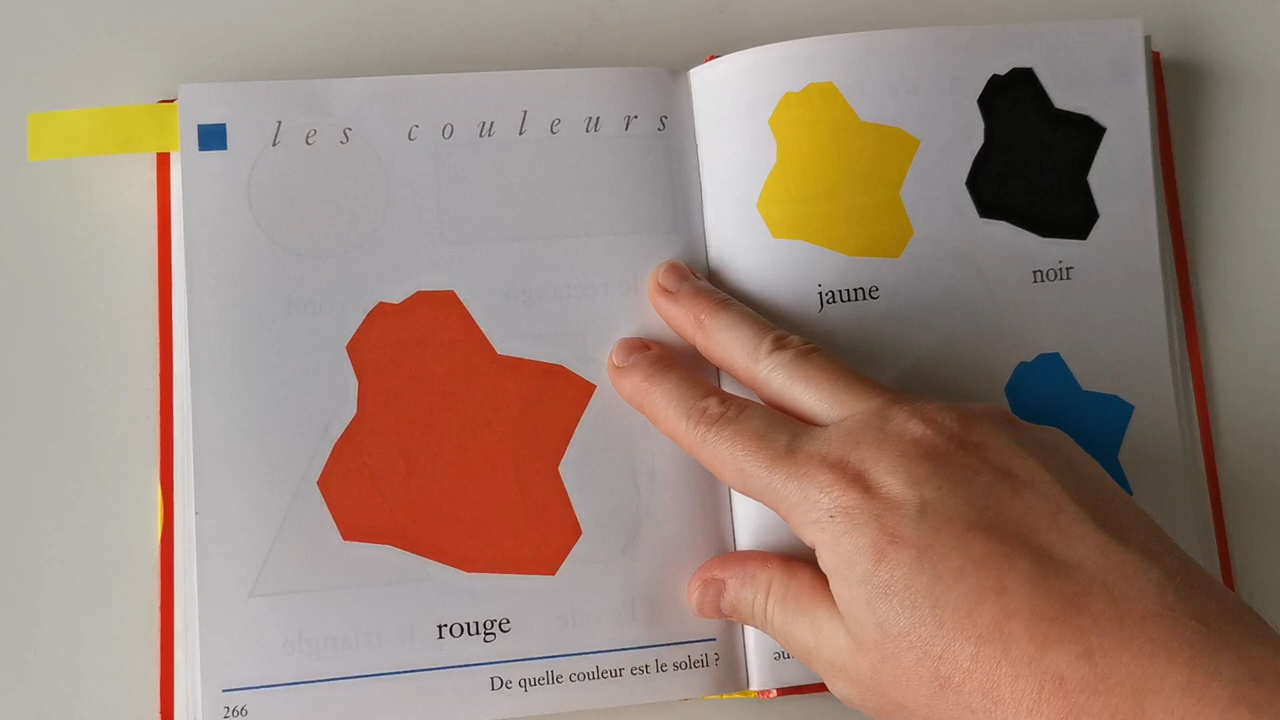 les couleurs
rouge
De quelle couleur est le soleil ?
266
jaune
noir